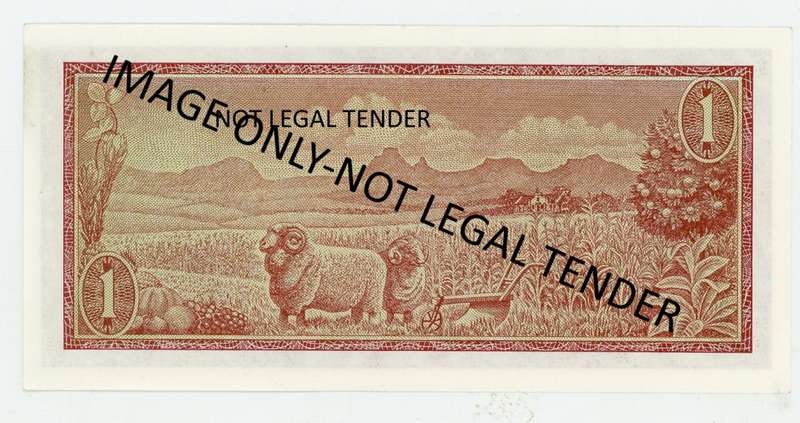 1
IMAGE ONLY-NOT LEGAL TENDER
NOT LEGAL TENDER
1